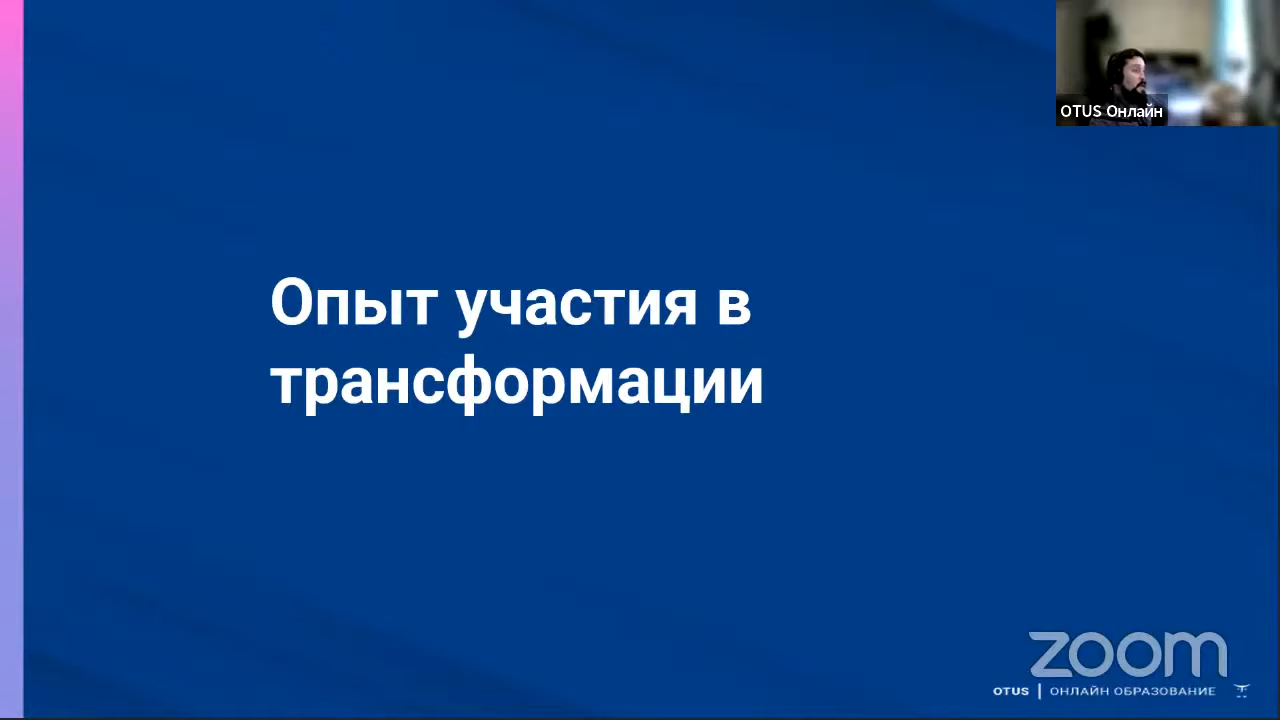 OTUS Онлайн
Опыт участия в
трансформации
zoom
OTUS | ОНЛАЙН ОБРАЗОВАНИЕ